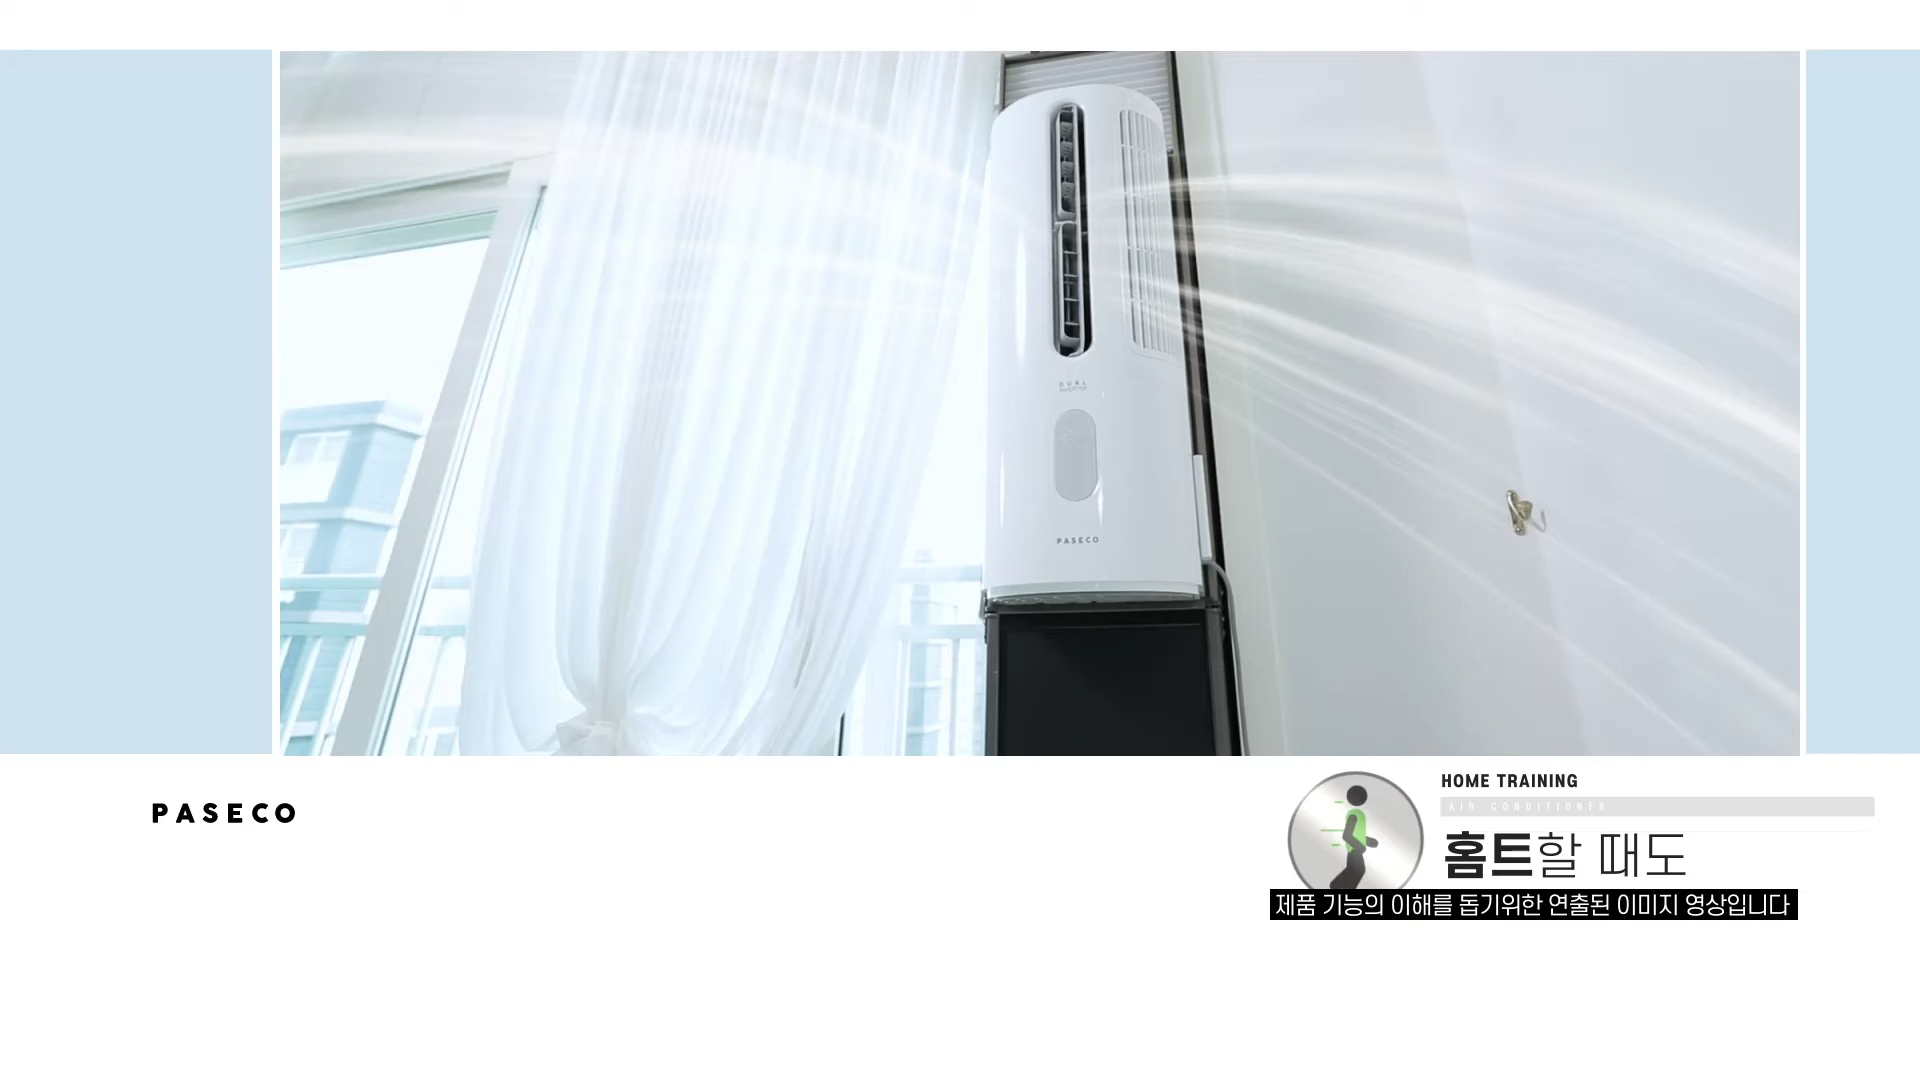 DUAL
INVERTER
PASECO
PASECO
HOME TRAINING
AIR CONDITIONER
홈트할 때도
제품 기능의 이해를 돕기위한 연출된 이미지 영상입니다